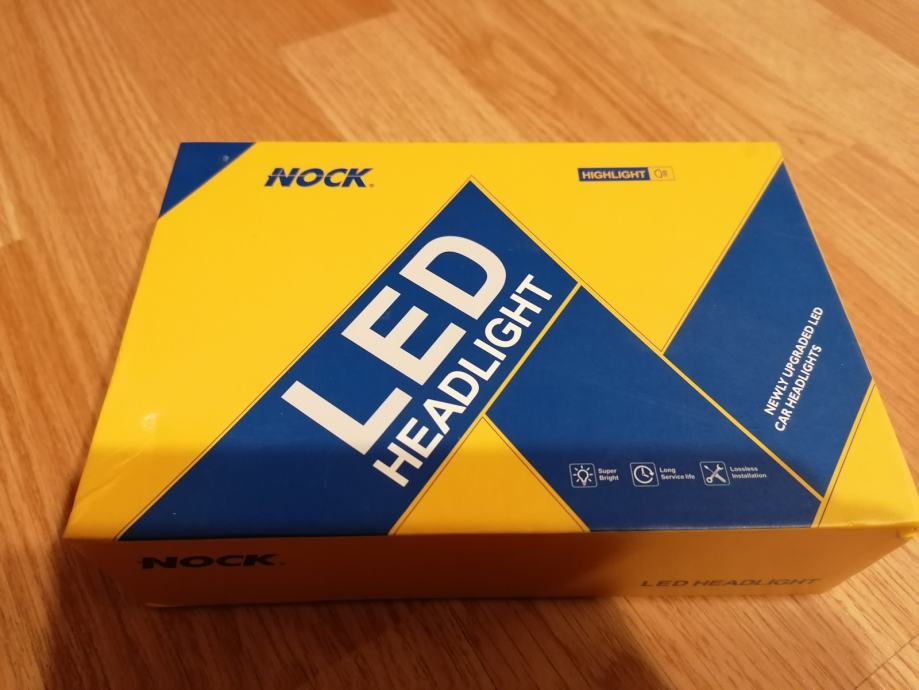 NOCK
HIGHLIGHT
LED
HEADLIGHT
NEWLY UPGRADED LED
CAR HEADLIGHTS
Super
Bright
Long
Service life
Lossless
Installation
NOCK
LED HEADLIGHT